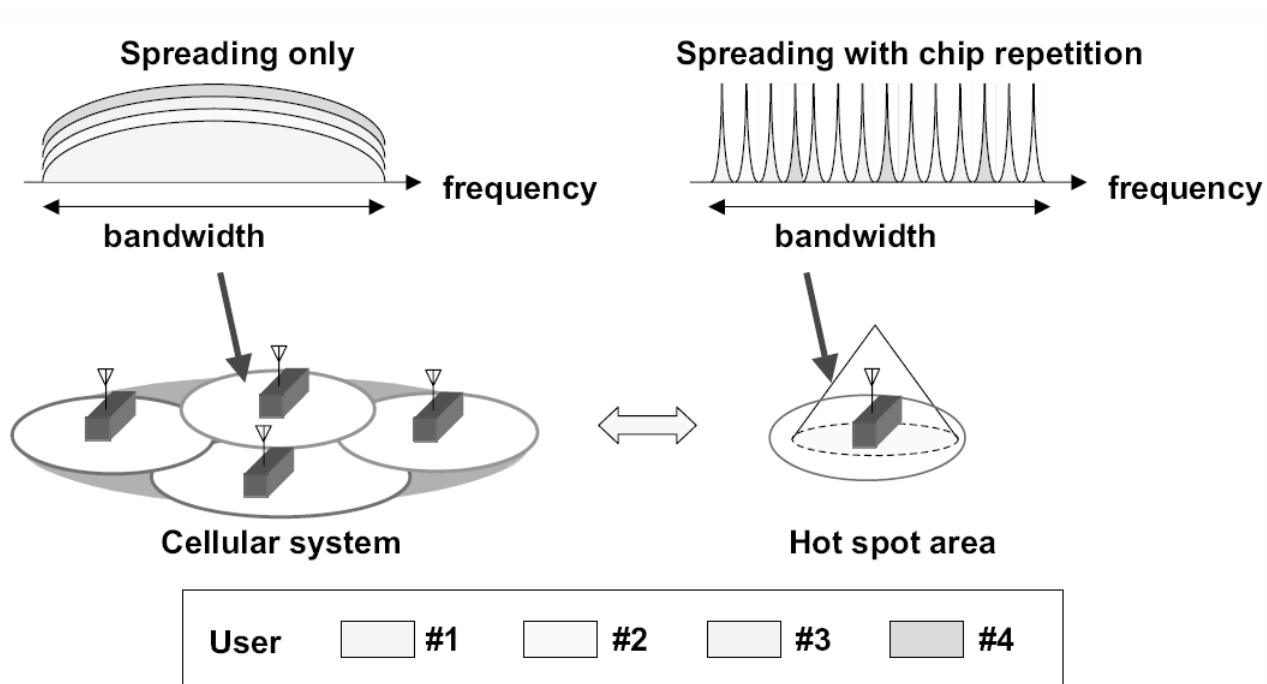 Spreading only
Spreading with chip repetition
frequency
frequency
bandwidth
bandwidth
Cellular system
Hot spot area
User #1 #2 #3 #4